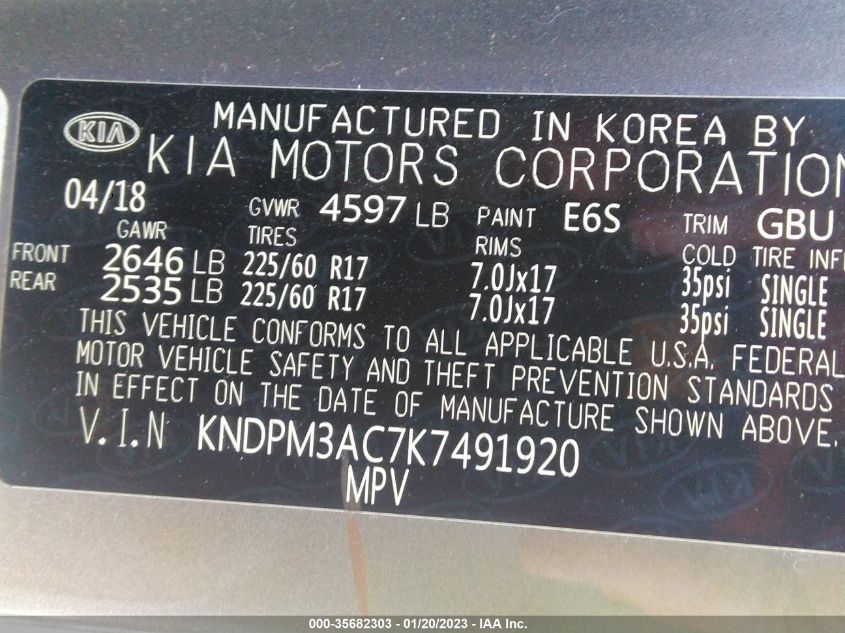 KIA
MANUFACTURED IN KOREA BY
KIA MOTORS CORPORATION
04/18 GVWR 4597 LB PAINT E6S TRIM GBU
GAWR TIRES RIMS COLD TIRE INFL
FRONT 2646 LB 225/60 R17 7.0Jx17 35psi SINGLE
REAR 2535 LB 225/60 R17 7.0Jx17 35psi SINGLE
THIS VEHICLE CONFORMS TO ALL APPLICABLE U.S.A. FEDERAL
MOTOR VEHICLE SAFETY AND THEFT PREVENTION STANDARDS
IN EFFECT ON THE DATE OF MANUFACTURE SHOWN ABOVE.
V.I.N KNDPM3AC7K7491920
MPV
000-35682303 - 01/20/2023 - IAA Inc.